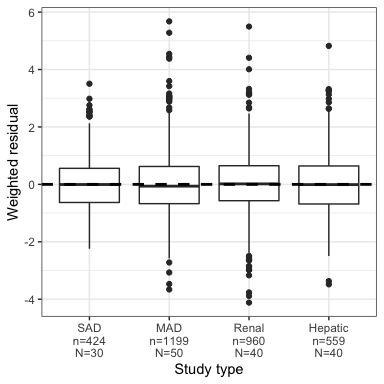 6
4
2
0
-2
-4
Weighted residual
SAD MAD Renal Hepatic
n=424 n=1199 n=960 n=559
N=30 N=50 N=40 N=40
Study type